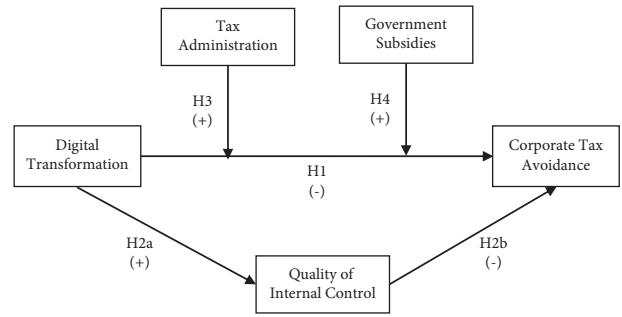 Tax
Administration
Government
Subsidies
H3
(+)
H4
(+)
Digital
Transformation
Corporate Tax
Avoidance
H1
(-)
H2a
(+)
H2b
(-)
Quality of
Internal Control